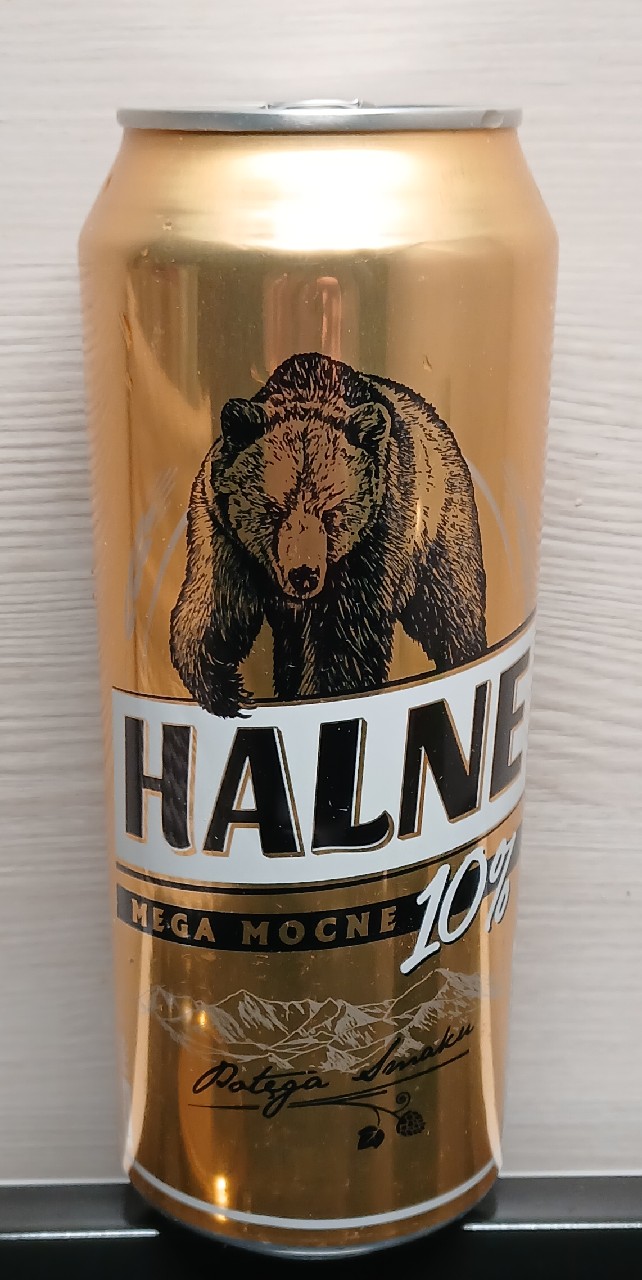 HALNE
MEGA MOCNE 10%
Potęga Smaku